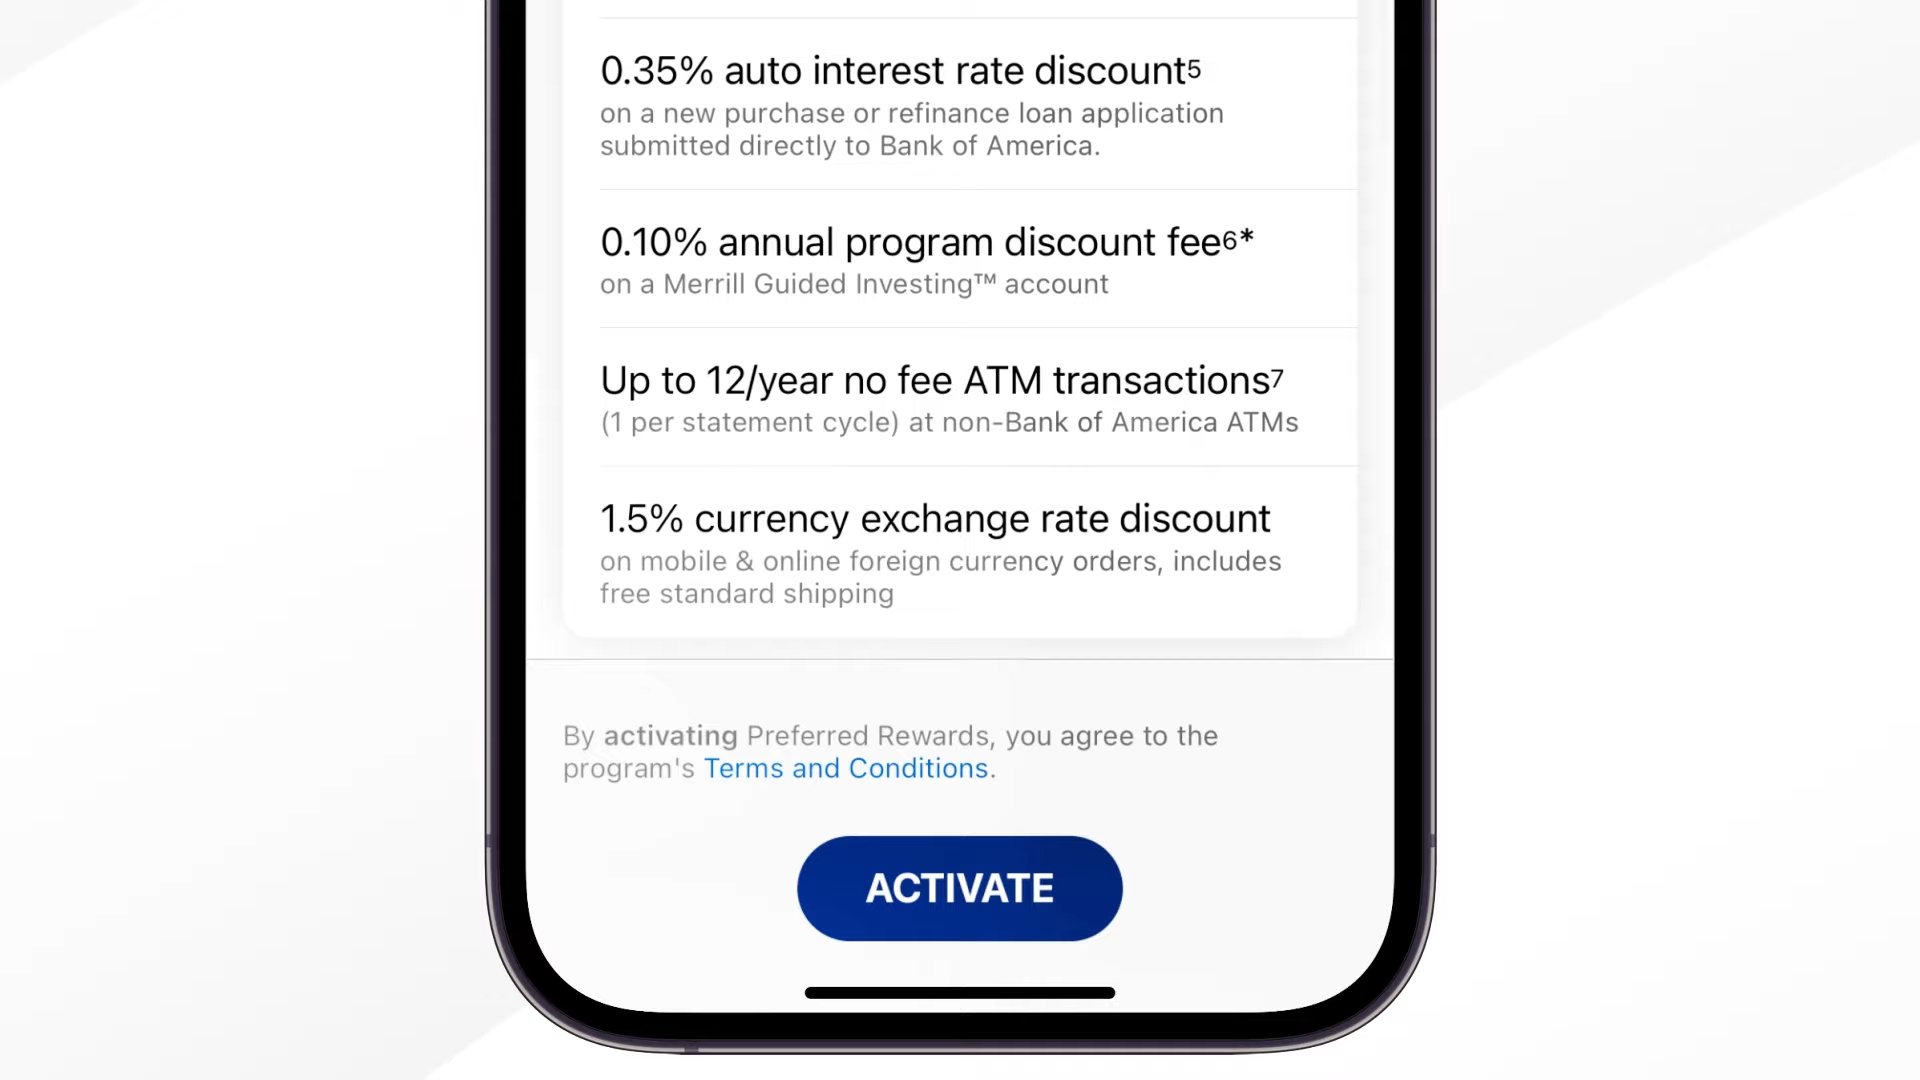 0.35% auto interest rate discount5
on a new purchase or refinance loan application
submitted directly to Bank of America.
0.10% annual program discount fee6*
on a Merrill Guided Investing™ account
Up to 12/year no fee ATM transactions7
(1 per statement cycle) at non-Bank of America ATMs
1.5% currency exchange rate discount
on mobile & online foreign currency orders, includes
free standard shipping
By activating Preferred Rewards, you agree to the
program's Terms and Conditions.
ACTIVATE